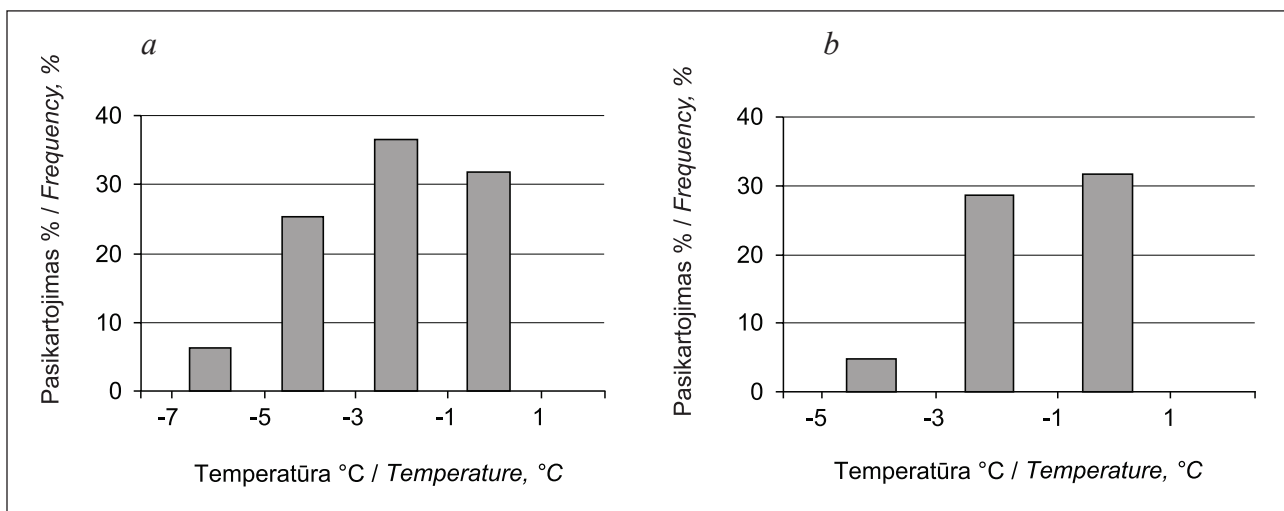 a
Pasikartojimas % / Frequency, %
40
30
20
10
0
-7 -5 -3 -1 1
Temperatūra °C / Temperature, °C
b
Pasikartojimas % / Frequency, %
40
30
20
10
0
-5 -3 -1 1
Temperatūra °C / Temperature, °C